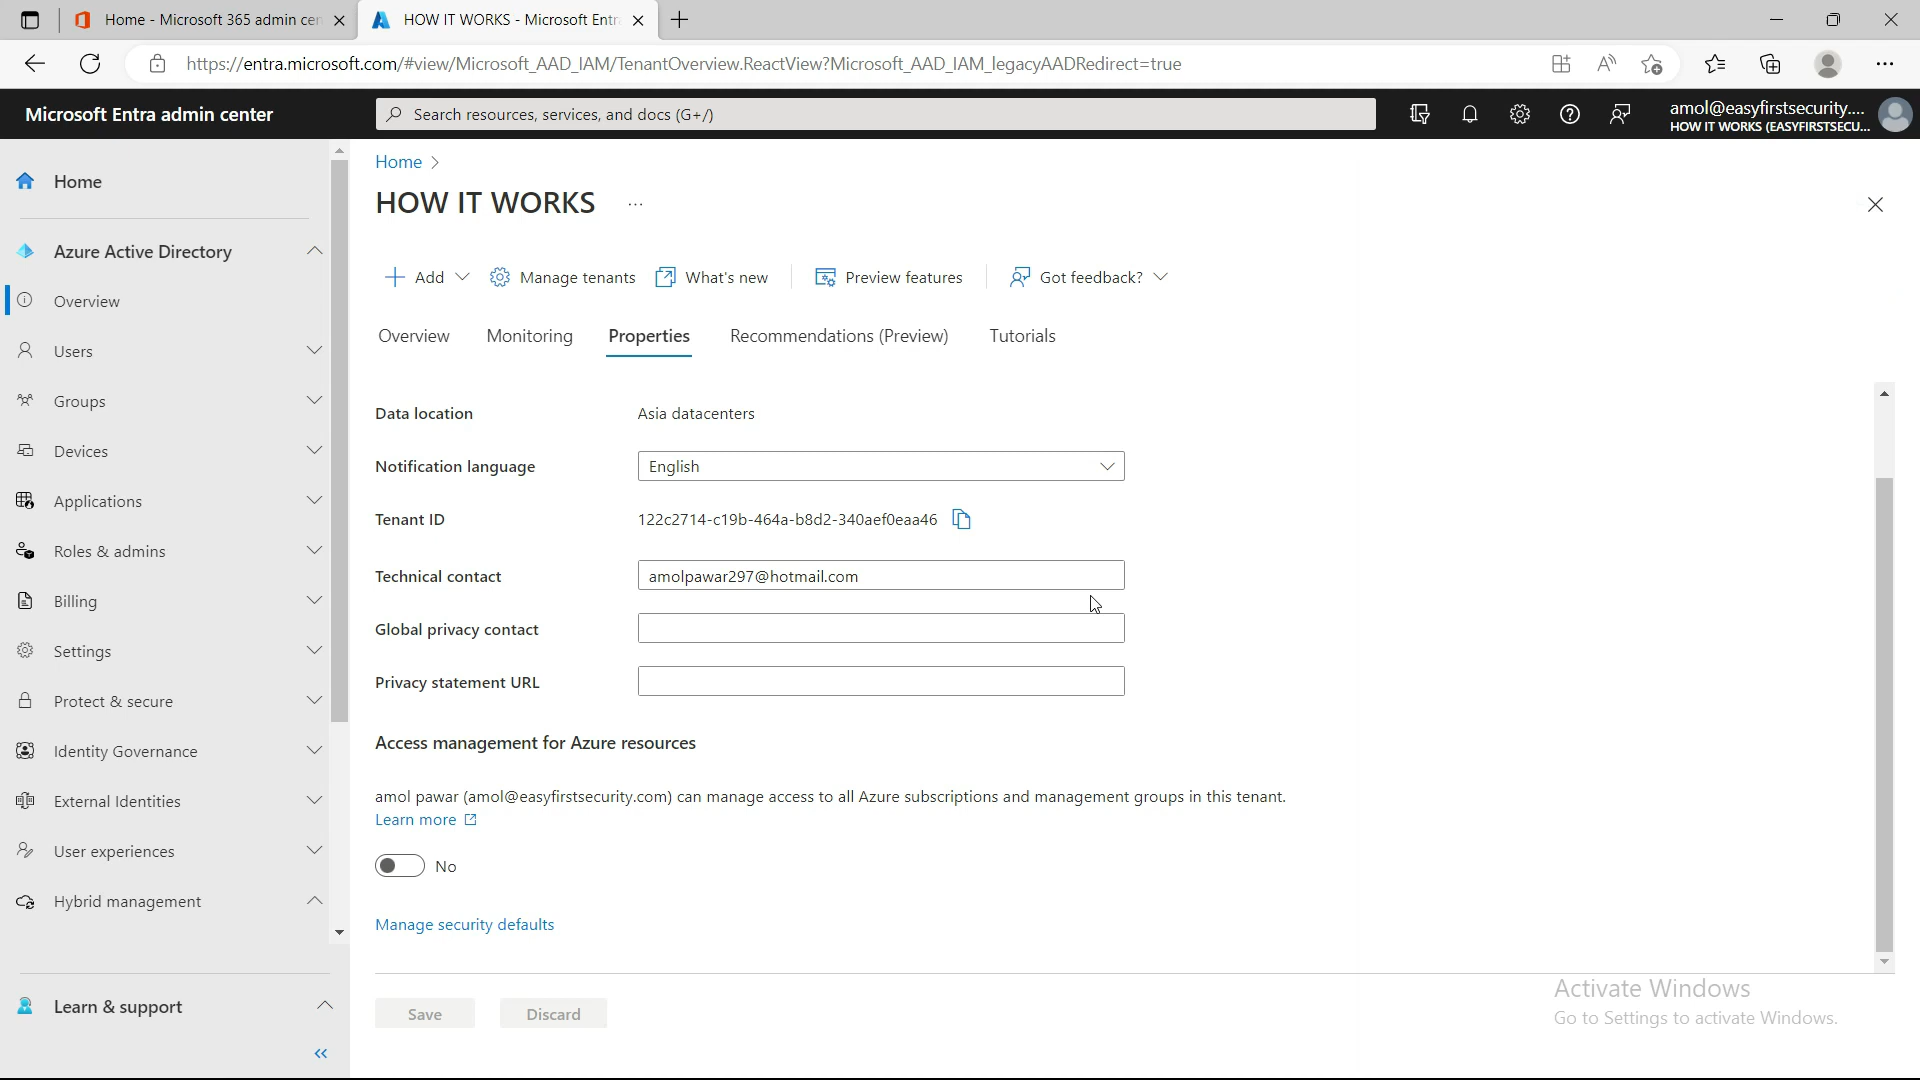 Home - Microsoft 365 admin cen
HOW IT WORKS - Microsoft Entra
https://entra.microsoft.com/#view/Microsoft_AAD_IAM/TenantOverview.ReactView?Microsoft_AAD_IAM_legacyAADRedirect=true
Microsoft Entra admin center
Search resources, services, and docs (G+/)
amol@easyfirstsecurity....
HOW IT WORKS (EASYFIRSTSECU...
Home
Azure Active Directory
Overview
Users
Groups
Devices
Applications
Roles & admins
Billing
Settings
Protect & secure
Identity Governance
External Identities
User experiences
Hybrid management
Learn & support
Home >
HOW IT WORKS ...
Add
Manage tenants
What's new
Preview features
Got feedback?
Overview
Monitoring
Properties
Recommendations (Preview)
Tutorials
Data location Asia datacenters
Notification language English
Tenant ID 122c2714-c19b-464a-b8d2-340aef0eaa46
Technical contact amolpawar297@hotmail.com
Global privacy contact
Privacy statement URL
Access management for Azure resources
amol pawar (amol@easyfirstsecurity.com) can manage access to all Azure subscriptions and management groups in this tenant.
Learn more
No
Manage security defaults
Save
Discard
Activate Windows
Go to Settings to activate Windows.